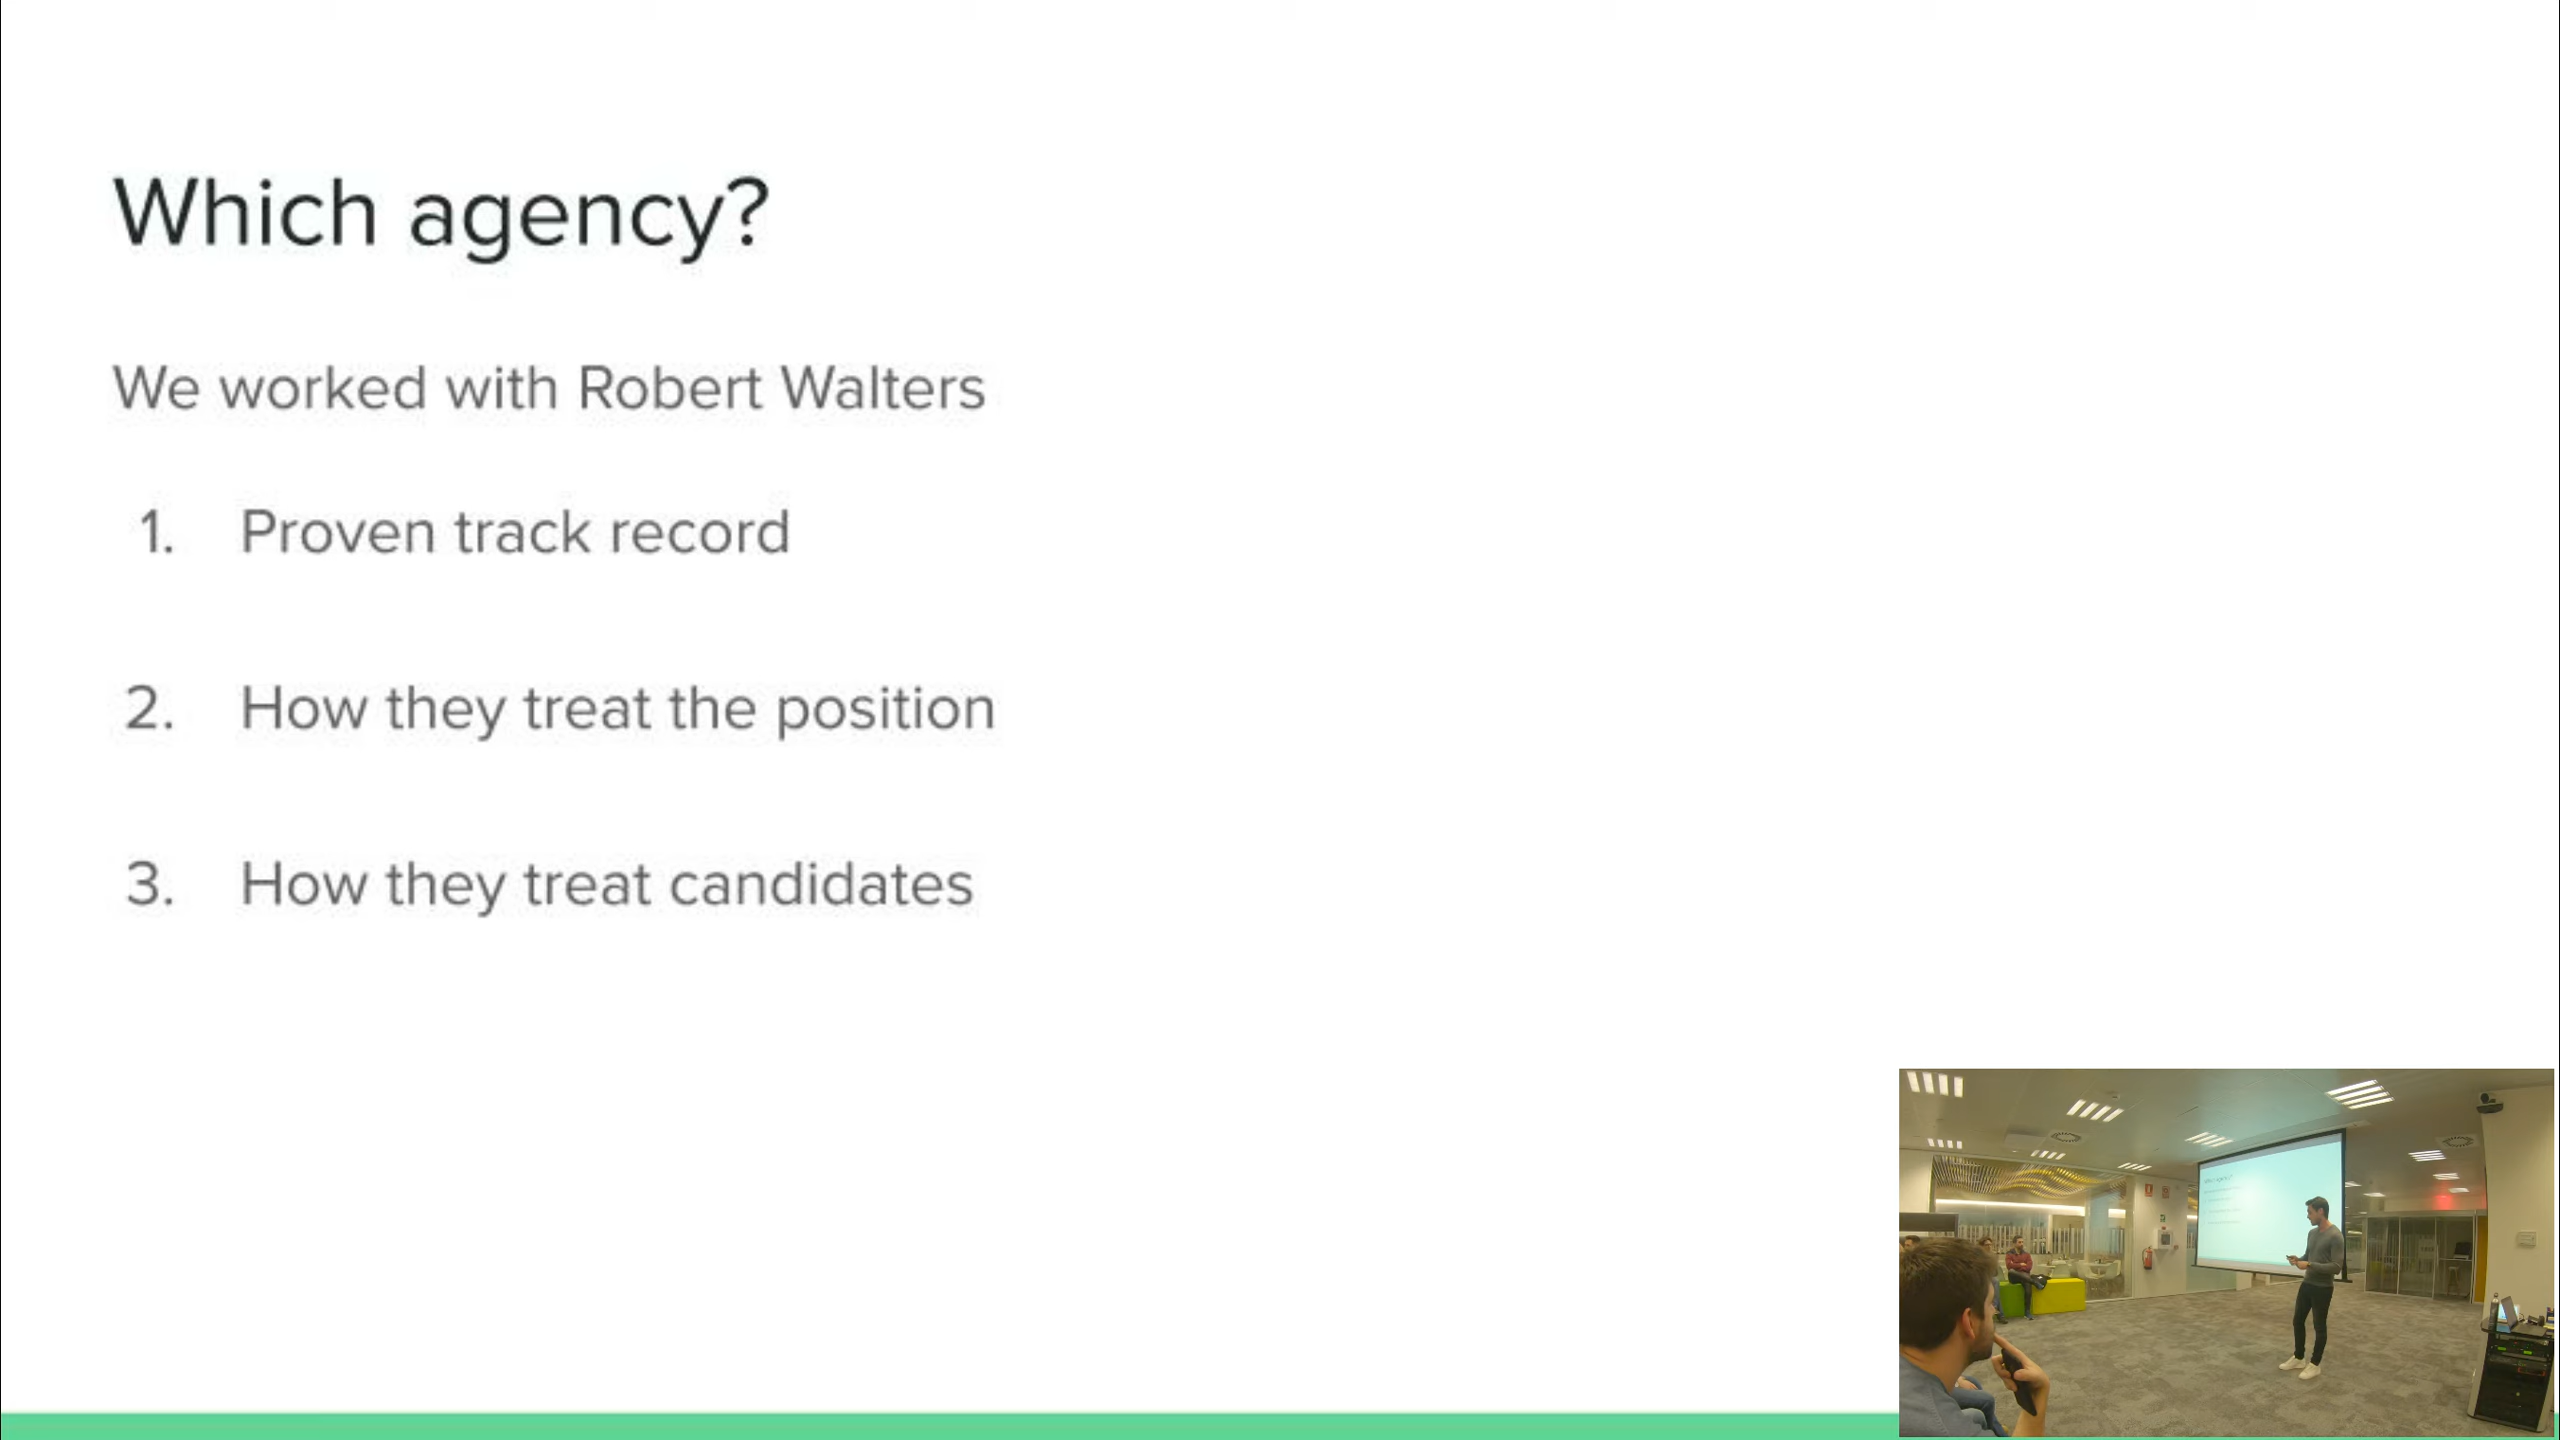 Which agency?
We worked with Robert Walters
1. Proven track record
2. How they treat the position
3. How they treat candidates